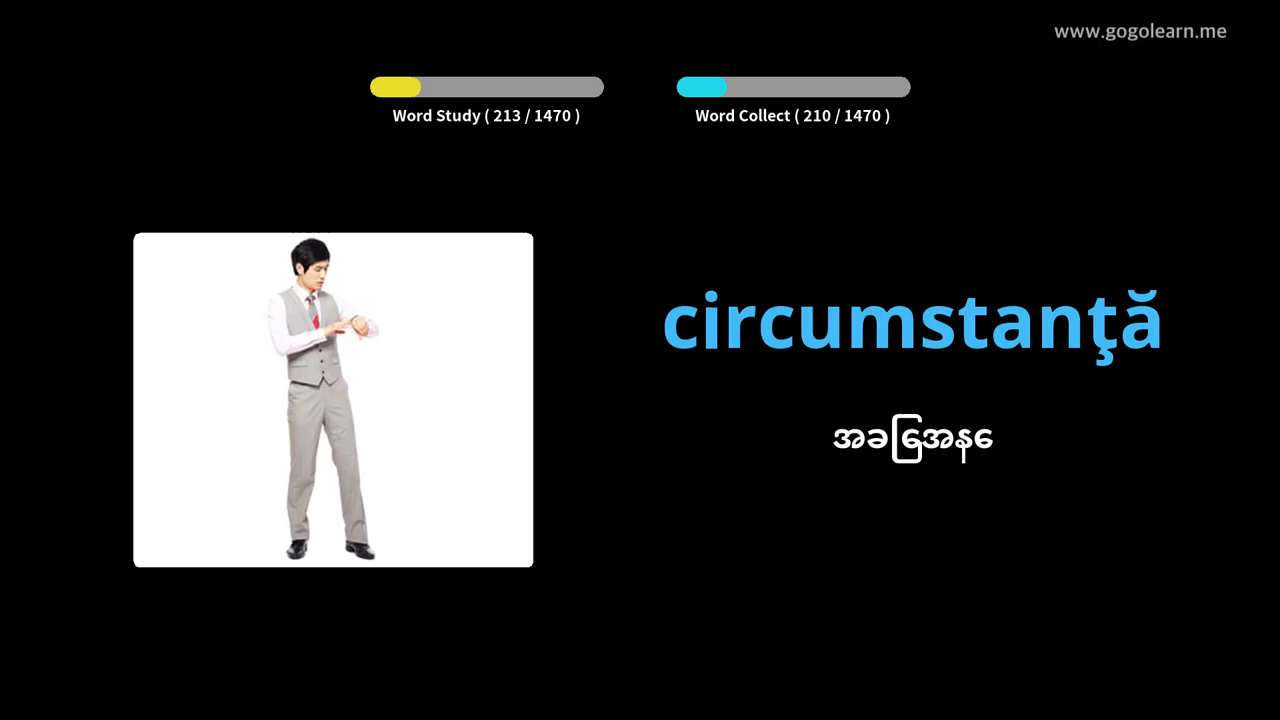 www.gogolearn.me
Word Study ( 213 / 1470 )
Word Collect ( 210 / 1470 )
circumstanţă
အခြေအနေ